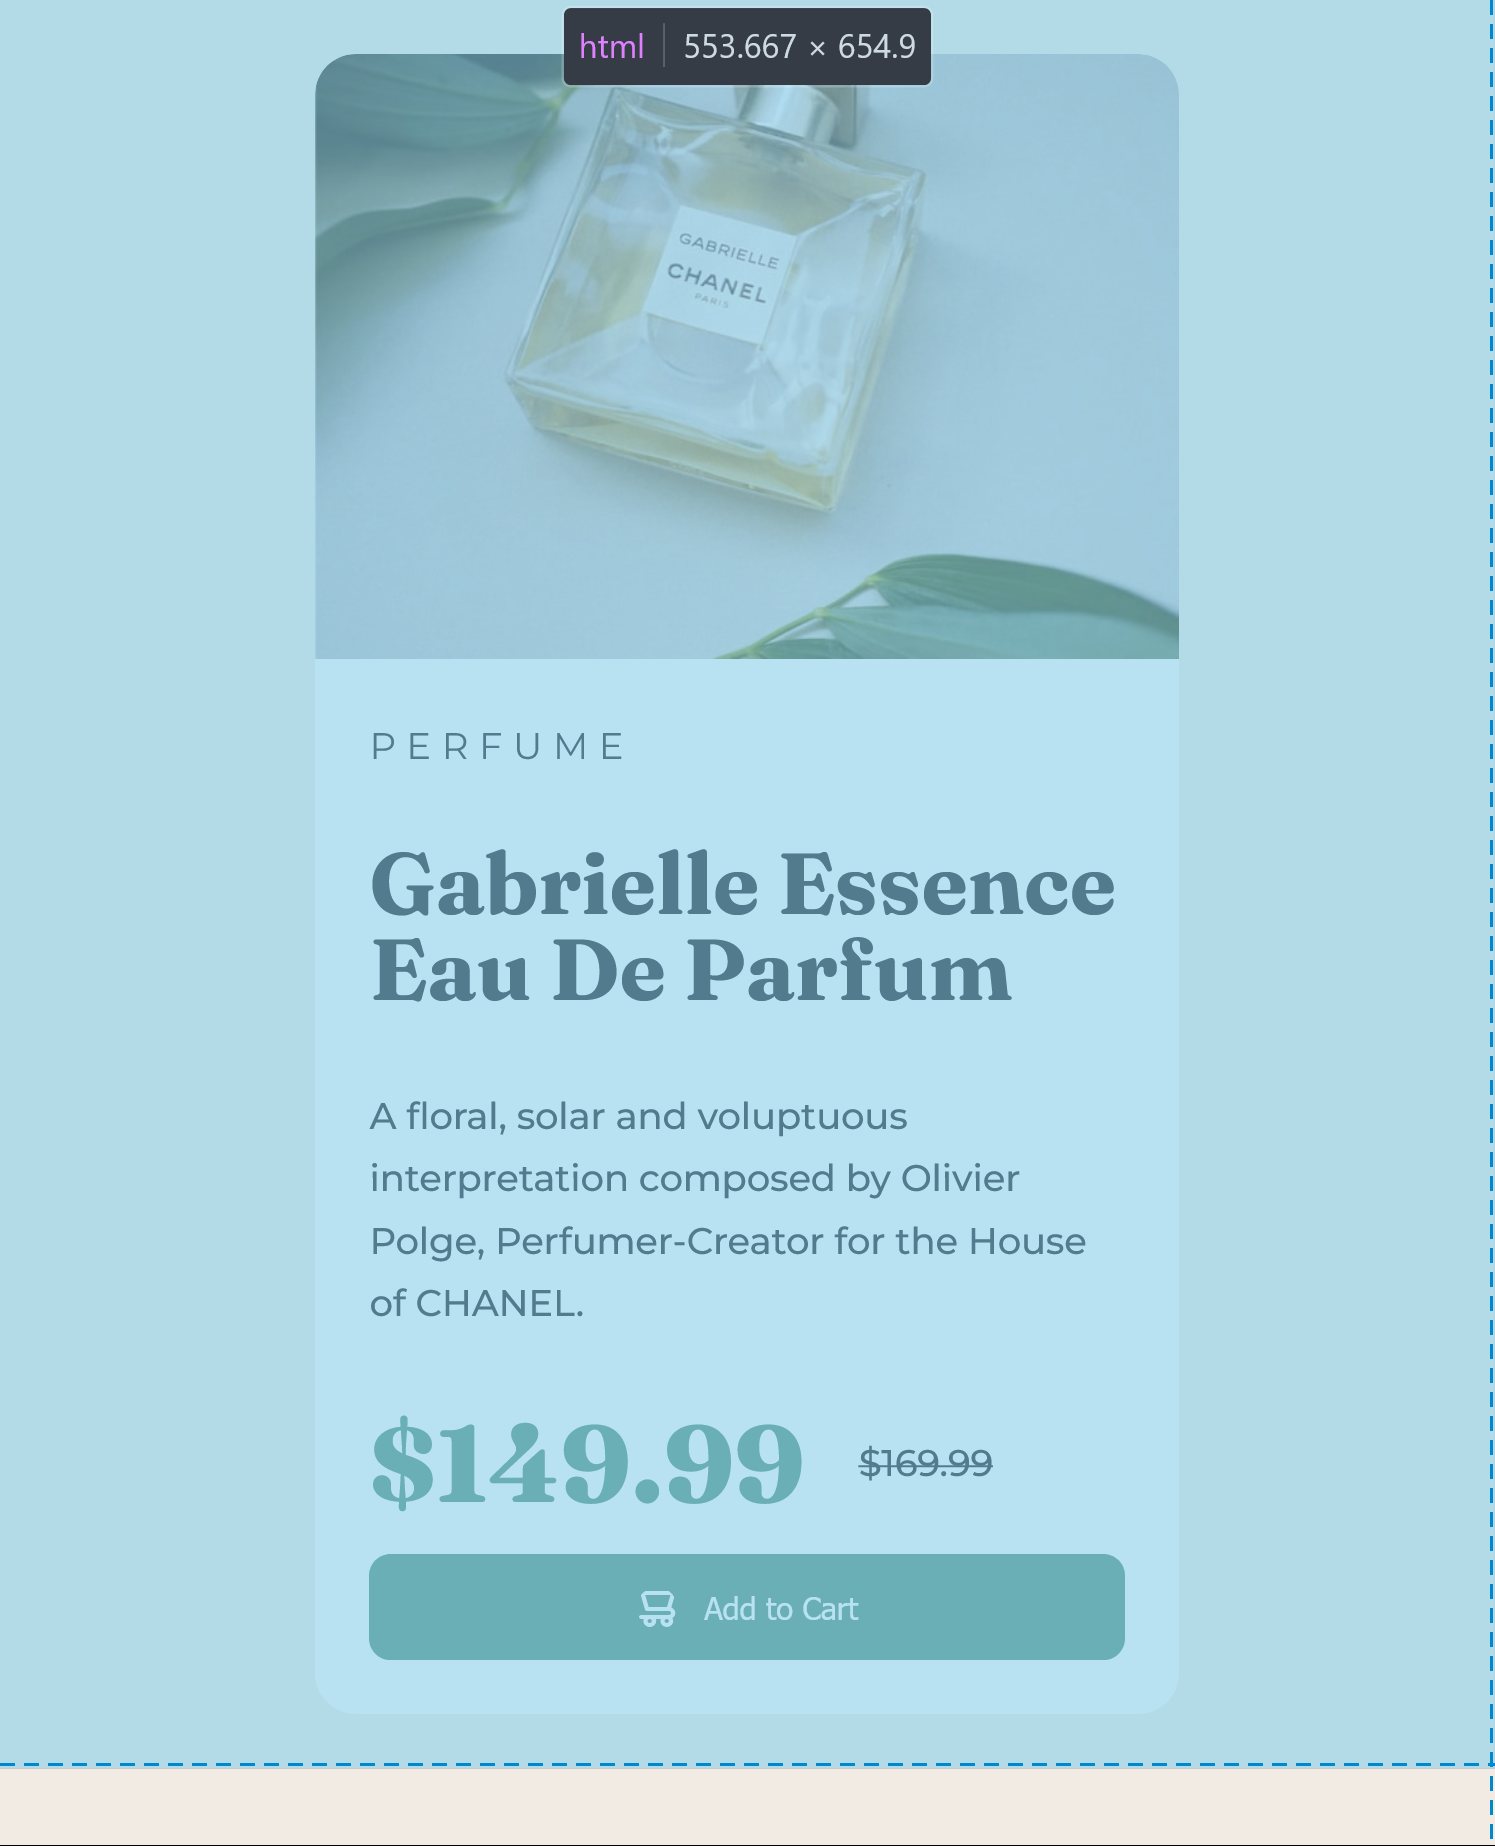 html 553.667 × 654.9
GABRIELLE
CHANEL
PARIS
PERFUME
Gabrielle Essence
Eau De Parfum
A floral, solar and voluptuous
interpretation composed by Olivier
Polge, Perfumer-Creator for the House
of CHANEL.
$149.99 $169.99
Add to Cart